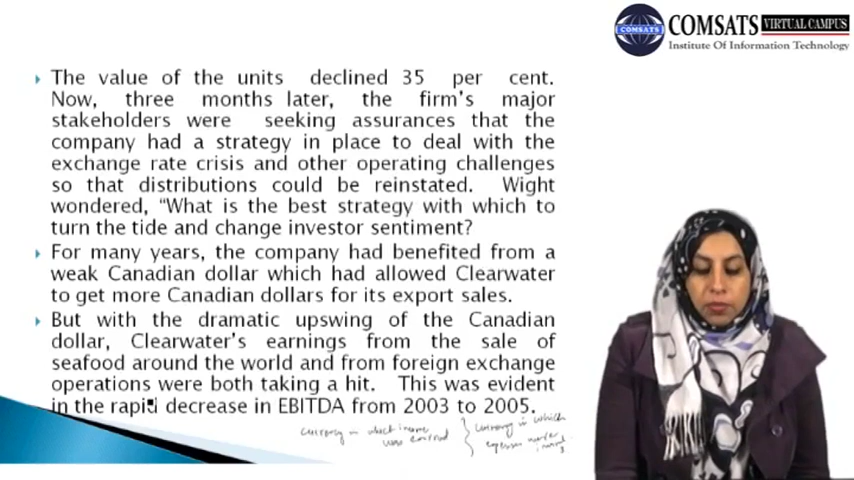 COMSATS VIRTUAL CAMPUS
COMSATS
Institute Of Information Technology
The value of the units declined 35 per cent.
Now, three months later, the firm's major
stakeholders were seeking assurances that the
company had a strategy in place to deal with the
exchange rate crisis and other operating challenges
so that distributions could be reinstated. Wight
wondered, “What is the best strategy with which to
turn the tide and change investor sentiment?
For many years, the company had benefited from a
weak Canadian dollar which had allowed Clearwater
to get more Canadian dollars for its export sales.
But with the dramatic upswing of the Canadian
dollar, Clearwater's earnings from the sale of
seafood around the world and from foreign exchange
operations were both taking a hit. This was evident
in the rapid decrease in EBITDA from 2003 to 2005.
currency in which income
was earned
currency in which
expenses were